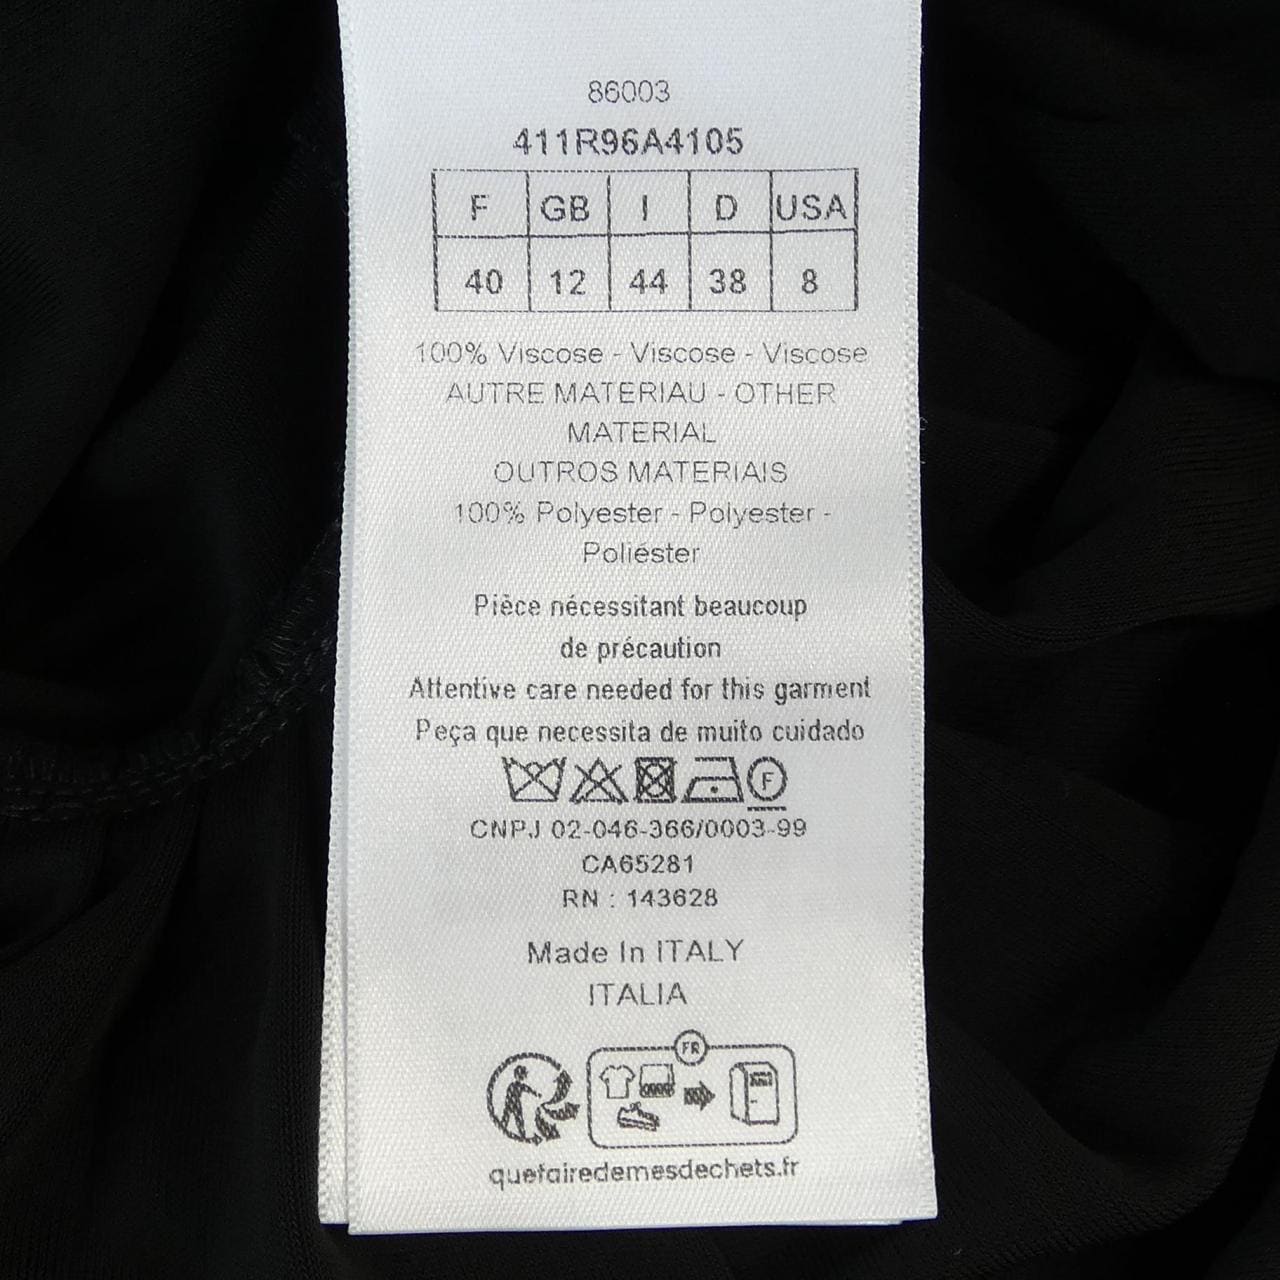 86003
411R96A4105
F GB I D USA
40 12 44 38 8
100% Viscose - Viscose - Viscose
AUTRE MATERIAU - OTHER
MATERIAL
OUTROS MATERIAIS
100% Polyester - Polyester -
Poliéster
Pièce nécessitant beaucoup
de précaution
Attentive care needed for this garment
Peça que necessita de muito cuidado
F
CNPJ 02-046-366/0003-99
CA65281
RN : 143628
Made In ITALY
ITALIA
FR
quefairedemesdechets.fr